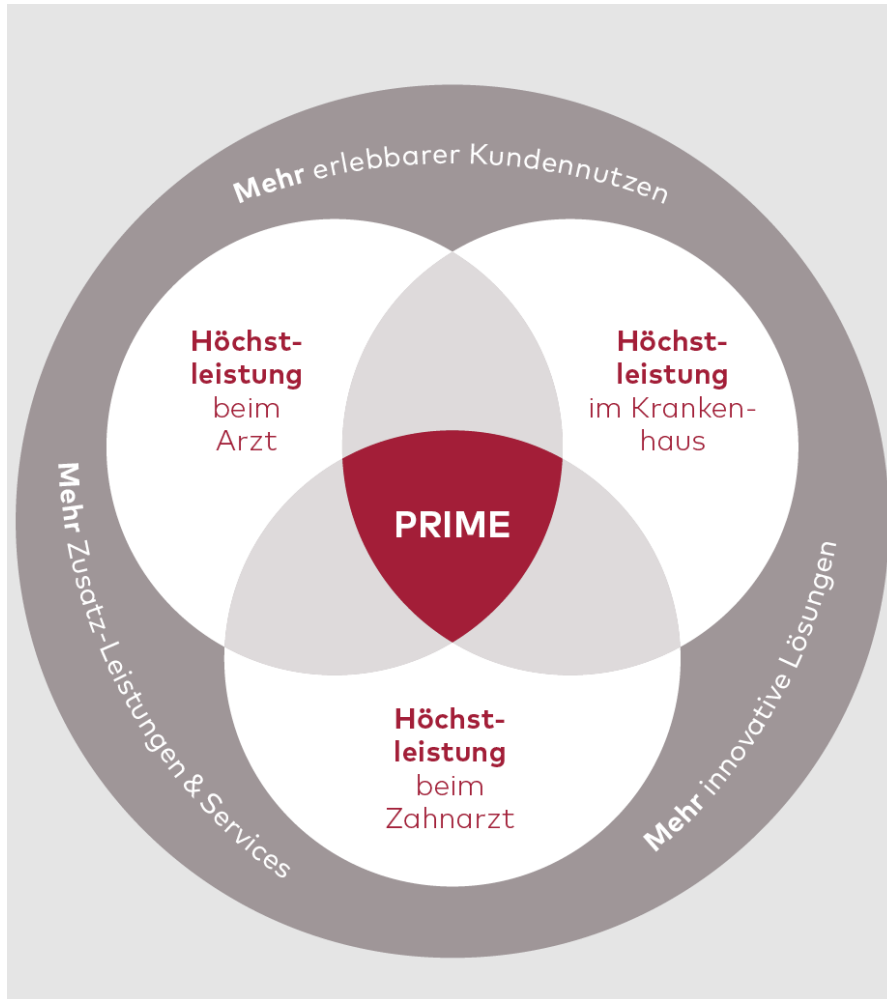 Mehr erlebbarer Kundennutzen
Höchst-
leistung
beim
Arzt
Höchst-
leistung
im Kranken-
haus
PRIME
Mehr Zusatz-Leistungen & Services
Mehr innovative Lösungen
Höchst-
leistung
beim
Zahnarzt